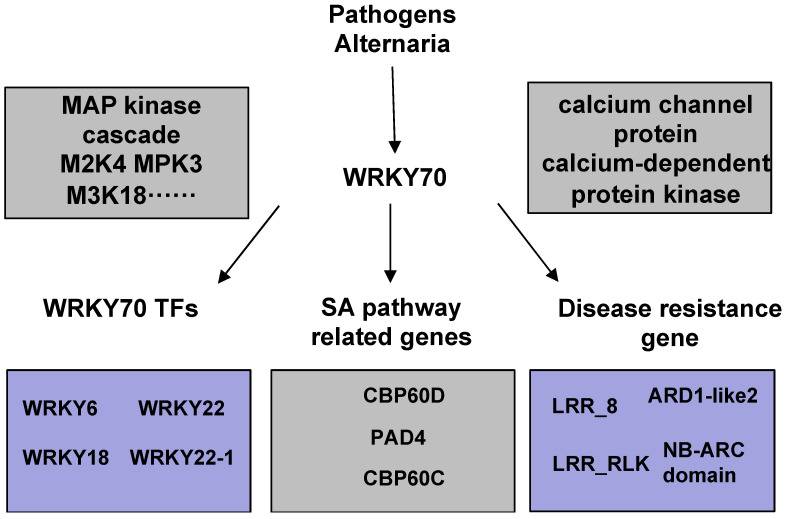 Pathogens
Alternaria
MAP kinase
cascade
M2K4 MPK3
M3K18······
calcium channel
protein
calcium-dependent
protein kinase
WRKY70
WRKY70 TFs
SA pathway
related genes
Disease resistance
gene
WRKY6 WRKY22
WRKY18 WRKY22-1
CBP60D
PAD4
CBP60C
LRR_8 ARD1-like2
LRR_RLK NB-ARC
domain